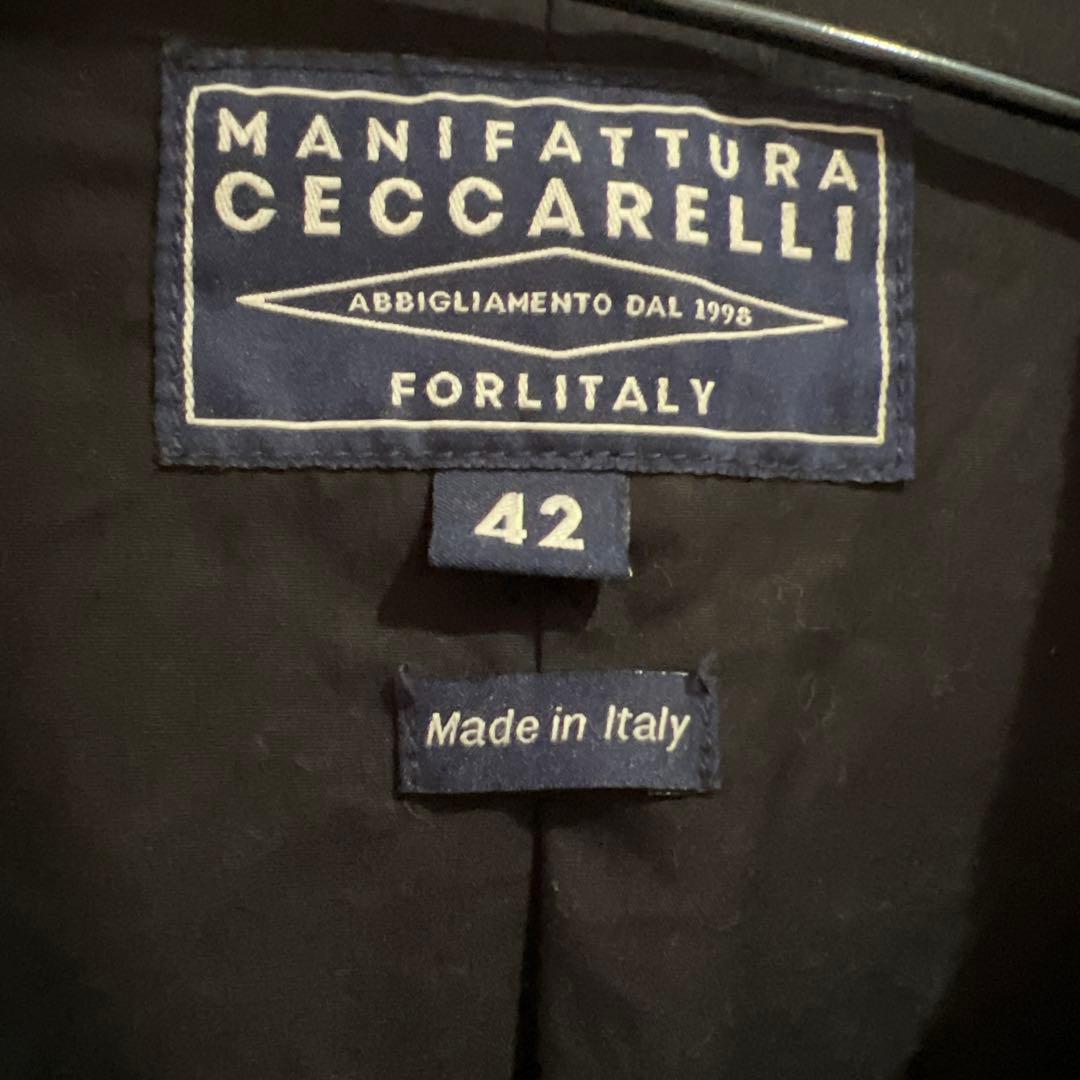 MANIFATTURA
CECCARELLI
ABBIGLIAMENTO DAL 1998
FORLITALY
42
Made in Italy